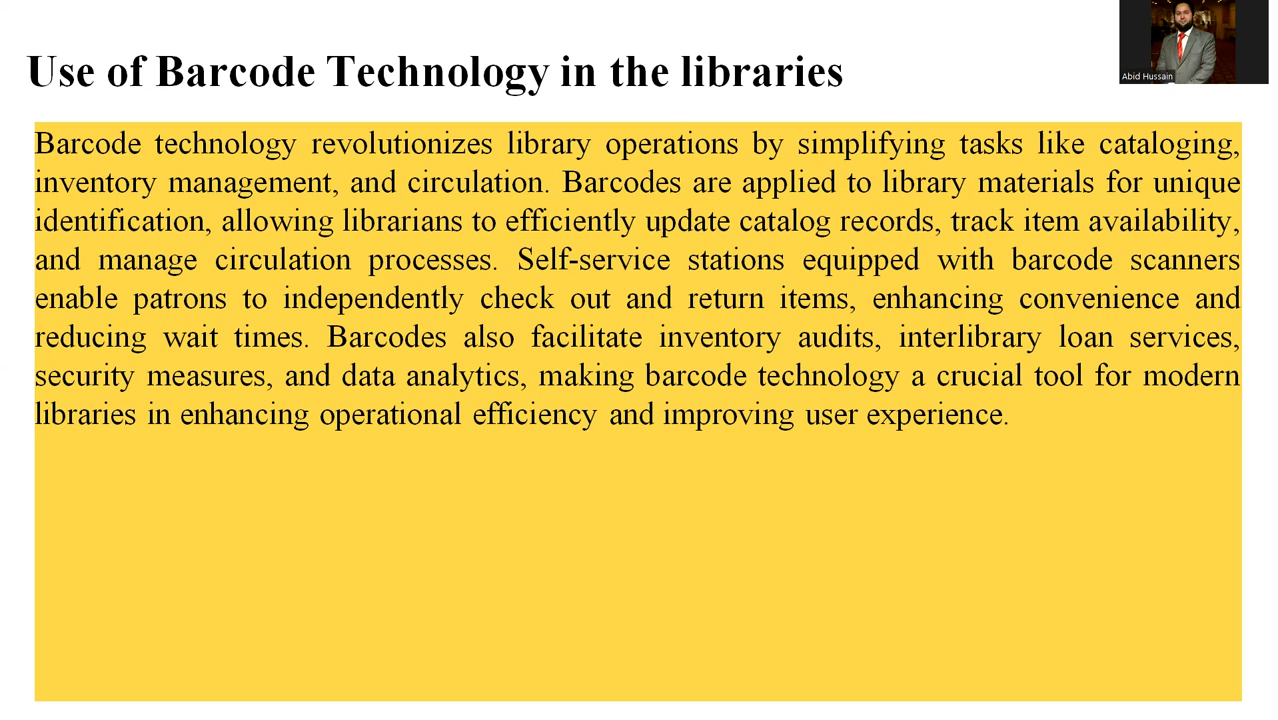 Use of Barcode Technology in the libraries
Abid Hussain
Barcode technology revolutionizes library operations by simplifying tasks like cataloging,
inventory management, and circulation. Barcodes are applied to library materials for unique
identification, allowing librarians to efficiently update catalog records, track item availability,
and manage circulation processes. Self-service stations equipped with barcode scanners
enable patrons to independently check out and return items, enhancing convenience and
reducing wait times. Barcodes also facilitate inventory audits, interlibrary loan services,
security measures, and data analytics, making barcode technology a crucial tool for modern
libraries in enhancing operational efficiency and improving user experience.